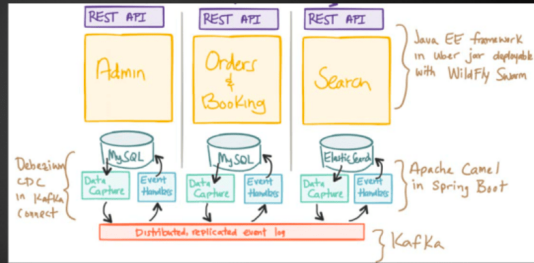 REST API
REST API
REST API
Admin
Orders
&
Booking
Search
Java EE framework
in uber jar deployable
with WildFly Swarm
MySQL
MySQL
ElasticSearch
Debezium
CDC
in Kafka
connect
Data
Capture
Event
Handlers
Data
Capture
Event
Handlers
Data
Capture
Event
Handlers
Apache Camel
in Spring Boot
Distributed, replicated event log
Kafka